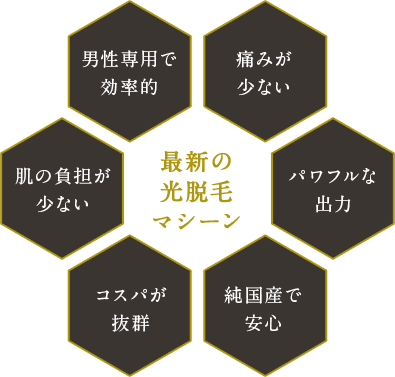 男性専用で
効率的
痛みが
少ない
肌の負担が
少ない
最新の
光脱毛
マシーン
パワフルな
出力
コスパが
抜群
純国産で
安心